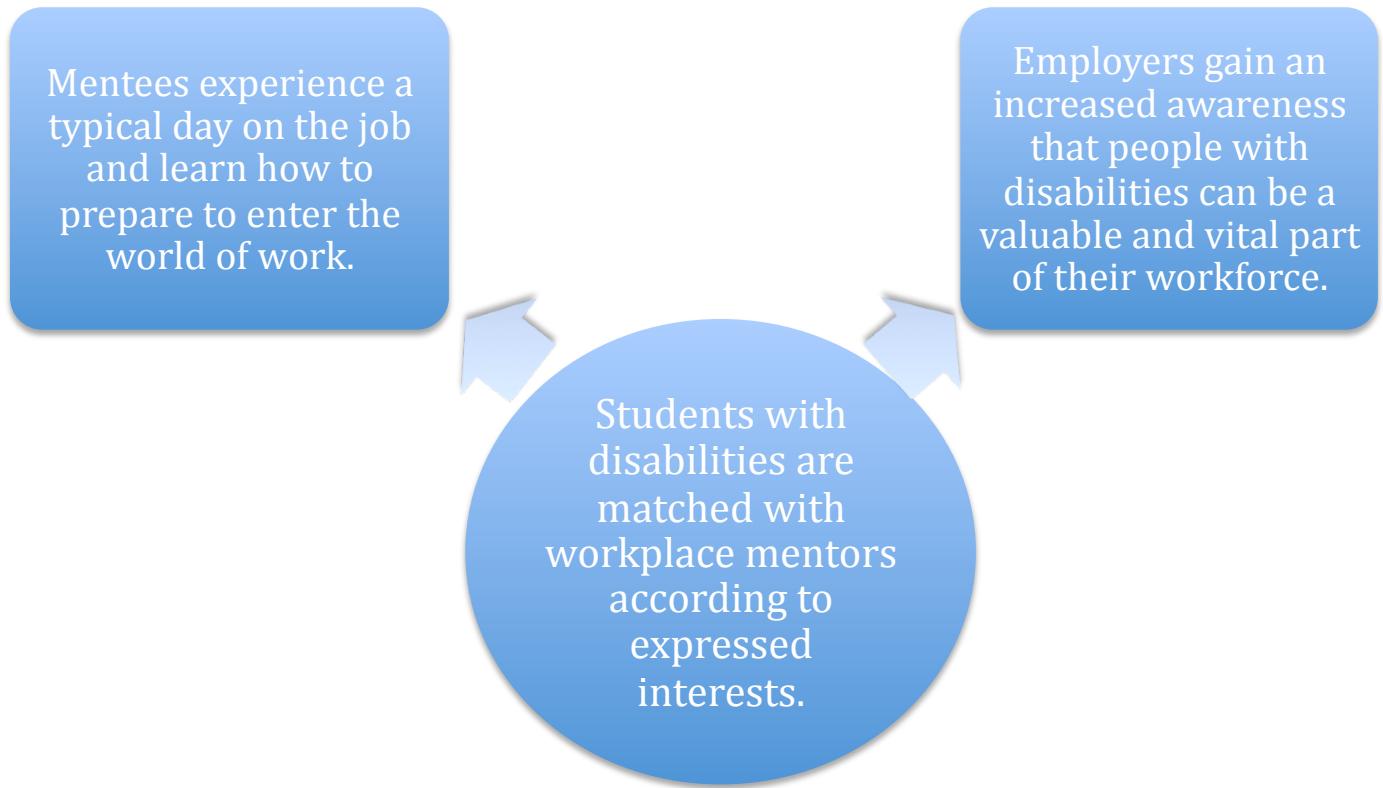 Mentees experience a
typical day on the job
and learn how to
prepare to enter the
world of work.
Employers gain an
increased awareness
that people with
disabilities can be a
valuable and vital part
of their workforce.
Students with
disabilities are
matched with
workplace mentors
according to
expressed
interests.